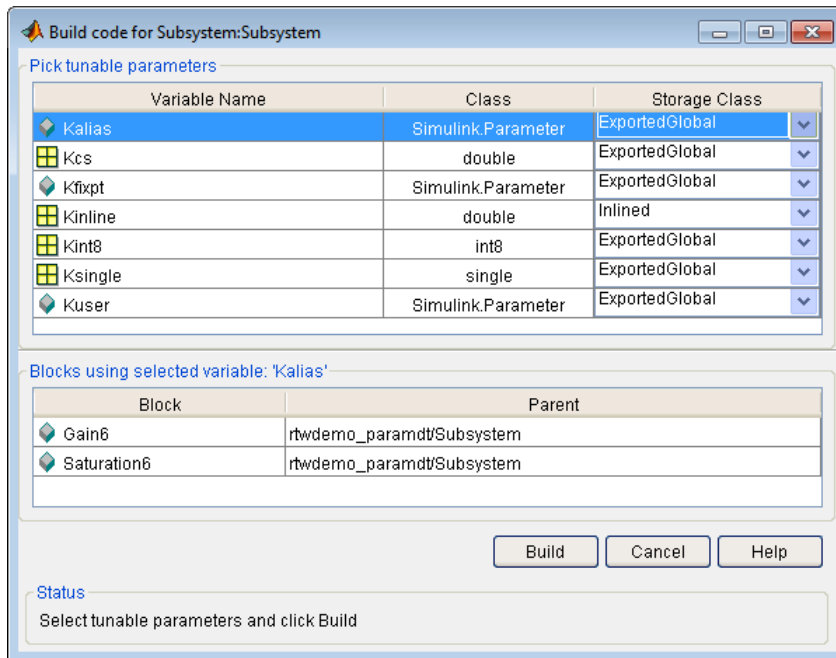 Build code for Subsystem:Subsystem
Pick tunable parameters
Variable Name Class Storage Class
Kalias Simulink.Parameter ExportedGlobal
Kcs double ExportedGlobal
Kfixpt Simulink.Parameter ExportedGlobal
Kinline double Inlined
Kint8 int8 ExportedGlobal
Ksingle single ExportedGlobal
Kuser Simulink.Parameter ExportedGlobal
Blocks using selected variable: 'Kalias'
Block Parent
Gain6 rtwdemo_paramdt/Subsystem
Saturation6 rtwdemo_paramdt/Subsystem
Build Cancel Help
Status
Select tunable parameters and click Build